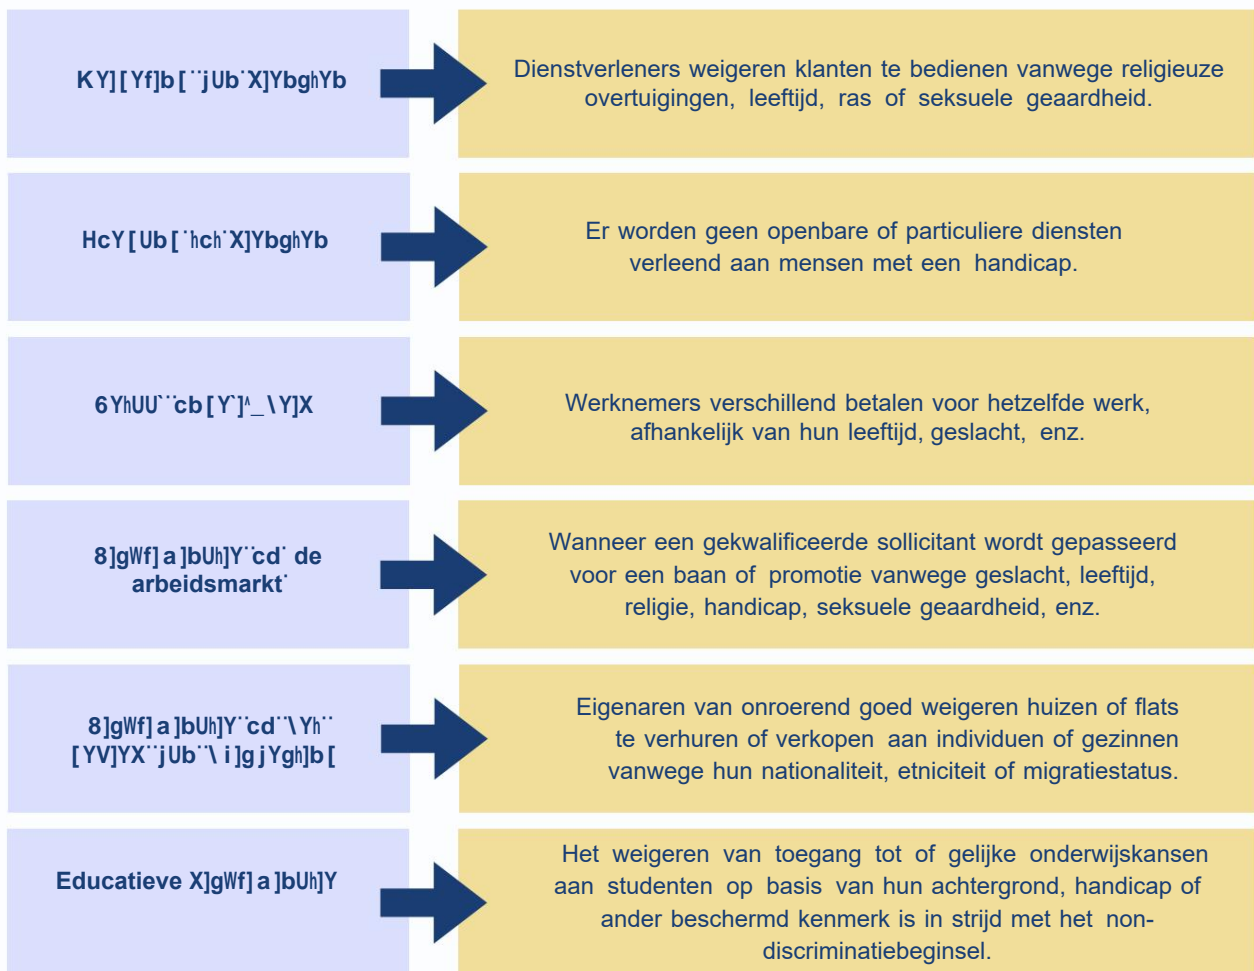 Dienstverleners weigeren klanten te bedienen vanwege religieuze
overtuigingen, leeftijd, ras of seksuele geaardheid.
Er worden geen openbare of particuliere diensten
verleend aan mensen met een handicap.
Werknemers verschillend betalen voor hetzelfde werk,
afhankelijk van hun leeftijd, geslacht, enz.
de
arbeidsmarkt
Wanneer een gekwalificeerde sollicitant wordt gepasseerd
voor een baan of promotie vanwege geslacht, leeftijd,
religie, handicap, seksuele geaardheid, enz.
Eigenaren van onroerend goed weigeren huizen of flats
te verhuren of verkopen aan individuen of gezinnen
vanwege hun nationaliteit, etniciteit of migratiestatus.
Educatieve
Het weigeren van toegang tot of gelijke onderwijskansen
aan studenten op basis van hun achtergrond, handicap of
ander beschermd kenmerk is in strijd met het non-
discriminatiebeginsel.